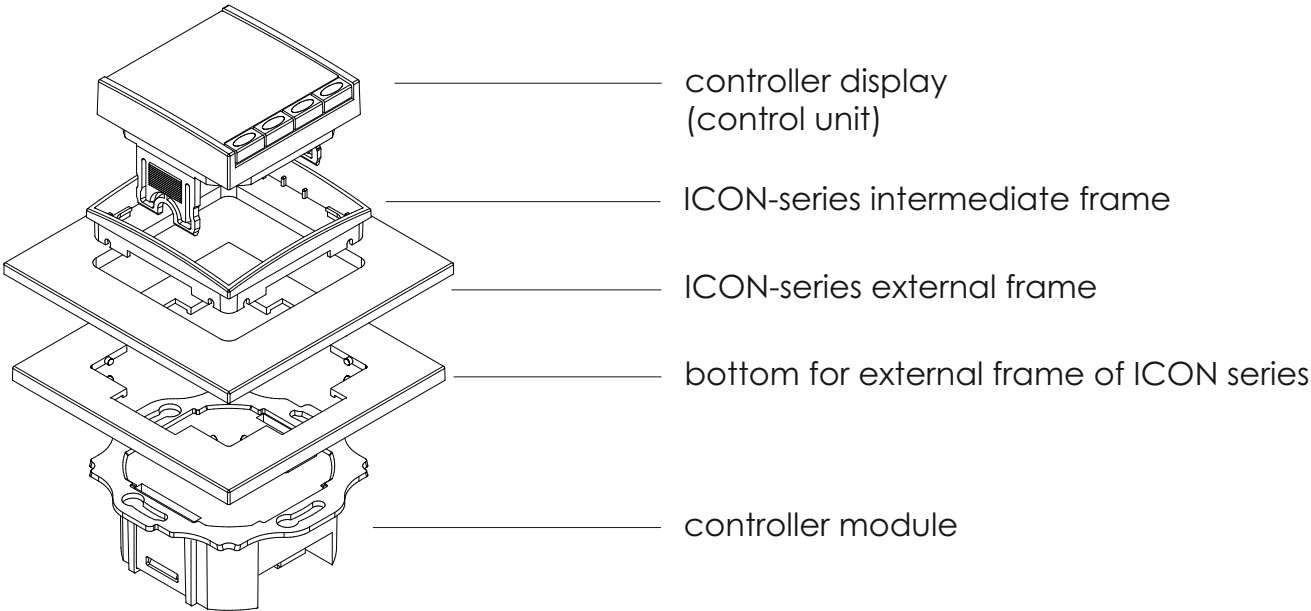 controller display
(control unit)
ICON-series intermediate frame
ICON-series external frame
bottom for external frame of ICON series
controller module